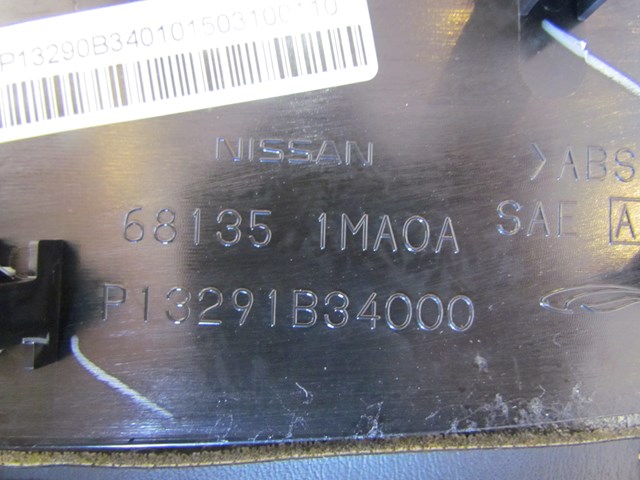 P13290B340101503100110
NISSAN
>ABS
68135 1MA0A
SAE A
P13291B34000